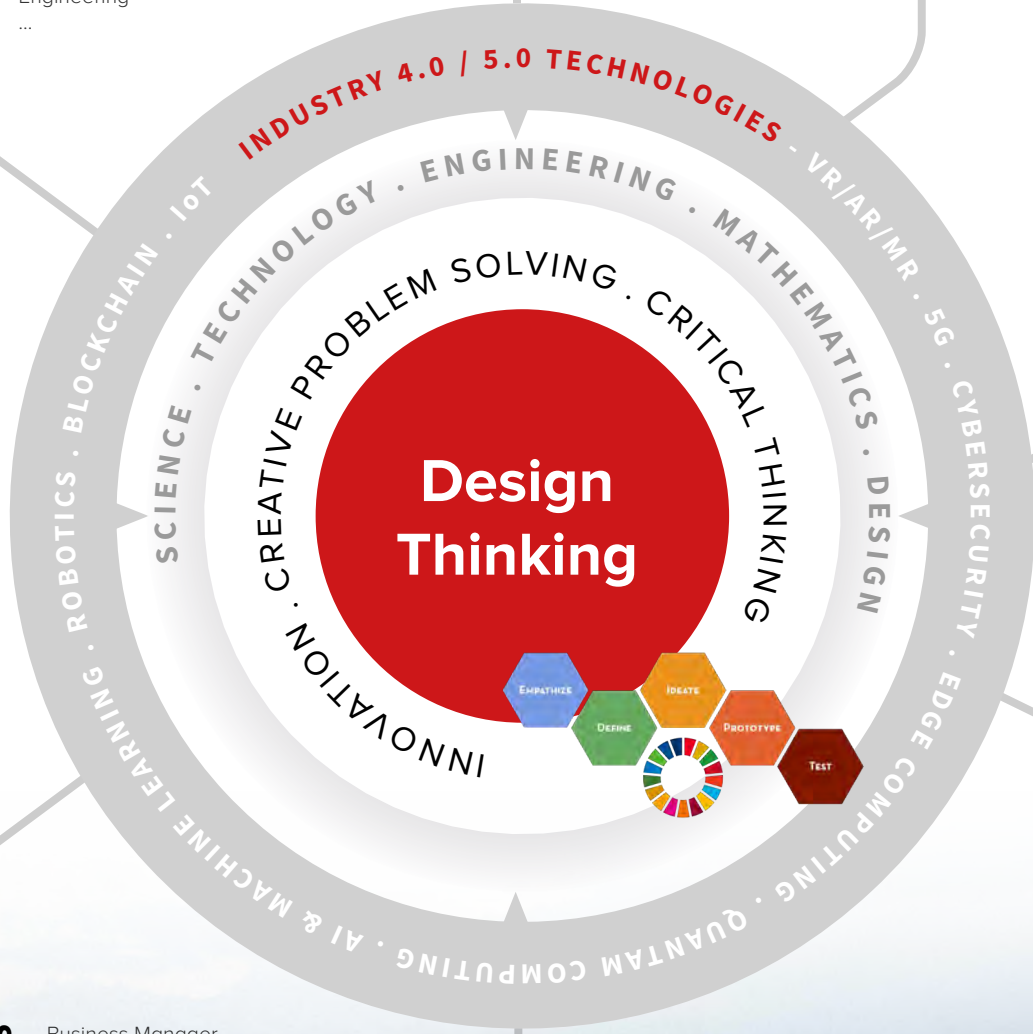 Engineering
...
INDUSTRY 4.0 / 5.0 TECHNOLOGIES - VR/AR/MR . 5G . CYBERSECURITY . EDGE COMPUTING . QUANTAM COMPUTING . AI & MACHINE LEARNING . ROBOTICS . BLOCKCHAIN . IoT
SCIENCE . TECHNOLOGY . ENGINEERING . MATHEMATICS . DESIGN
INNOVATION . CREATIVE PROBLEM SOLVING . CRITICAL THINKING
Design
Thinking
EMPATHIZE
DEFINE
IDEATE
PROTOTYPE
TEST
Business Manager